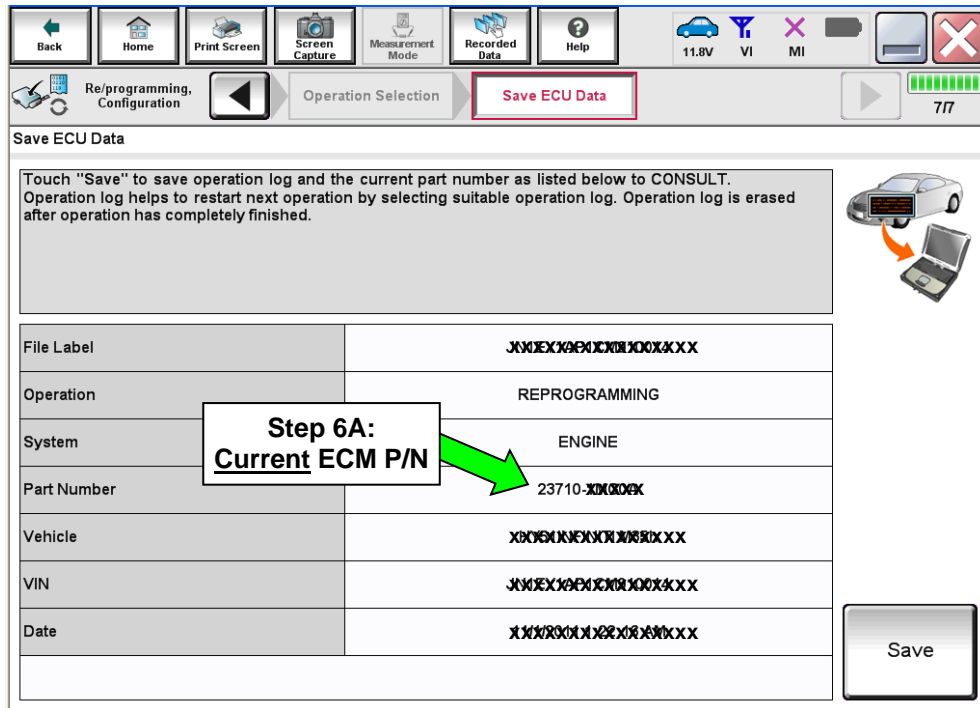 Back
Home
Print Screen
Screen Capture
Measurement Mode
Recorded Data
Help
11.8V
VI
MI
Re/programming, Configuration
Operation Selection
Save ECU Data
7/7
Save ECU Data
Touch "Save" to save operation log and the current part number as listed below to CONSULT.
Operation log helps to restart next operation by selecting suitable operation log. Operation log is erased
after operation has completely finished.
File Label
Operation
REPROGRAMMING
System
ENGINE
Step 6A:
Current ECM P/N
Part Number
23710-
Vehicle
VIN
Date
Save